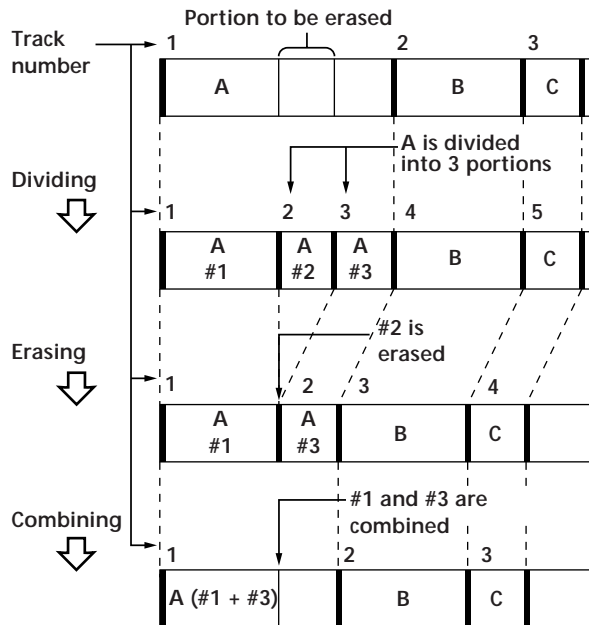 Portion to be erased
Track number
1 2 3
A B C
A is divided into 3 portions
Dividing
1 2 3 4 5
A #1 A #2 A #3 B C
#2 is erased
Erasing
1 2 3 4
A #1 A #3 B C
#1 and #3 are combined
Combining
1 2 3
A (#1 + #3) B C